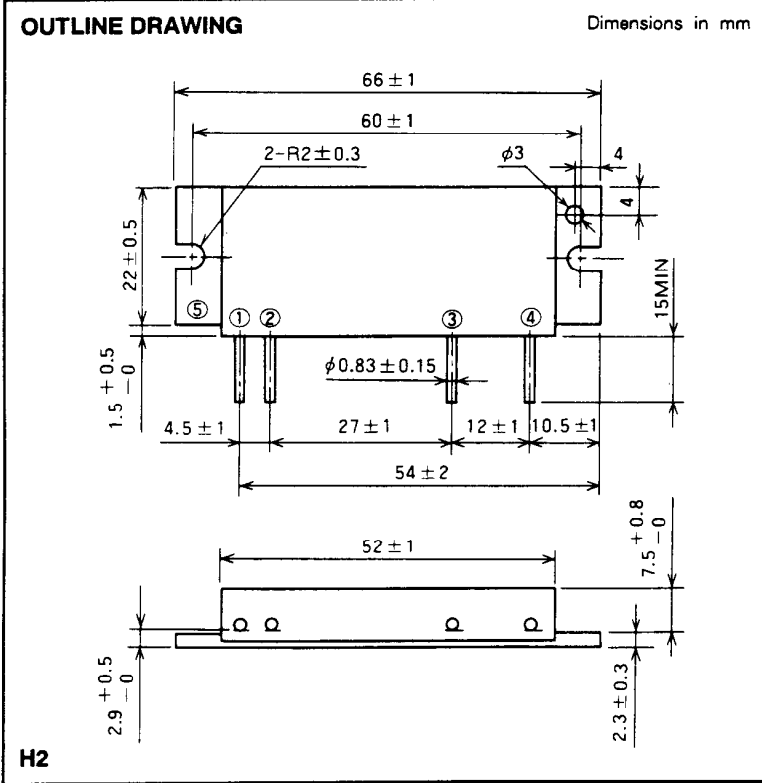 OUTLINE DRAWING
Dimensions in mm
66±1
60±1
2-R2±0.3
φ3
4
4
22±0.5
⑤
①
②
③
④
15MIN
φ0.83±0.15
1.5 +0.5 -0
4.5±1
27±1
12±1
10.5±1
54±2
52±1
7.5 +0.8 -0
2.9 +0.5 -0
2.3±0.3
H2